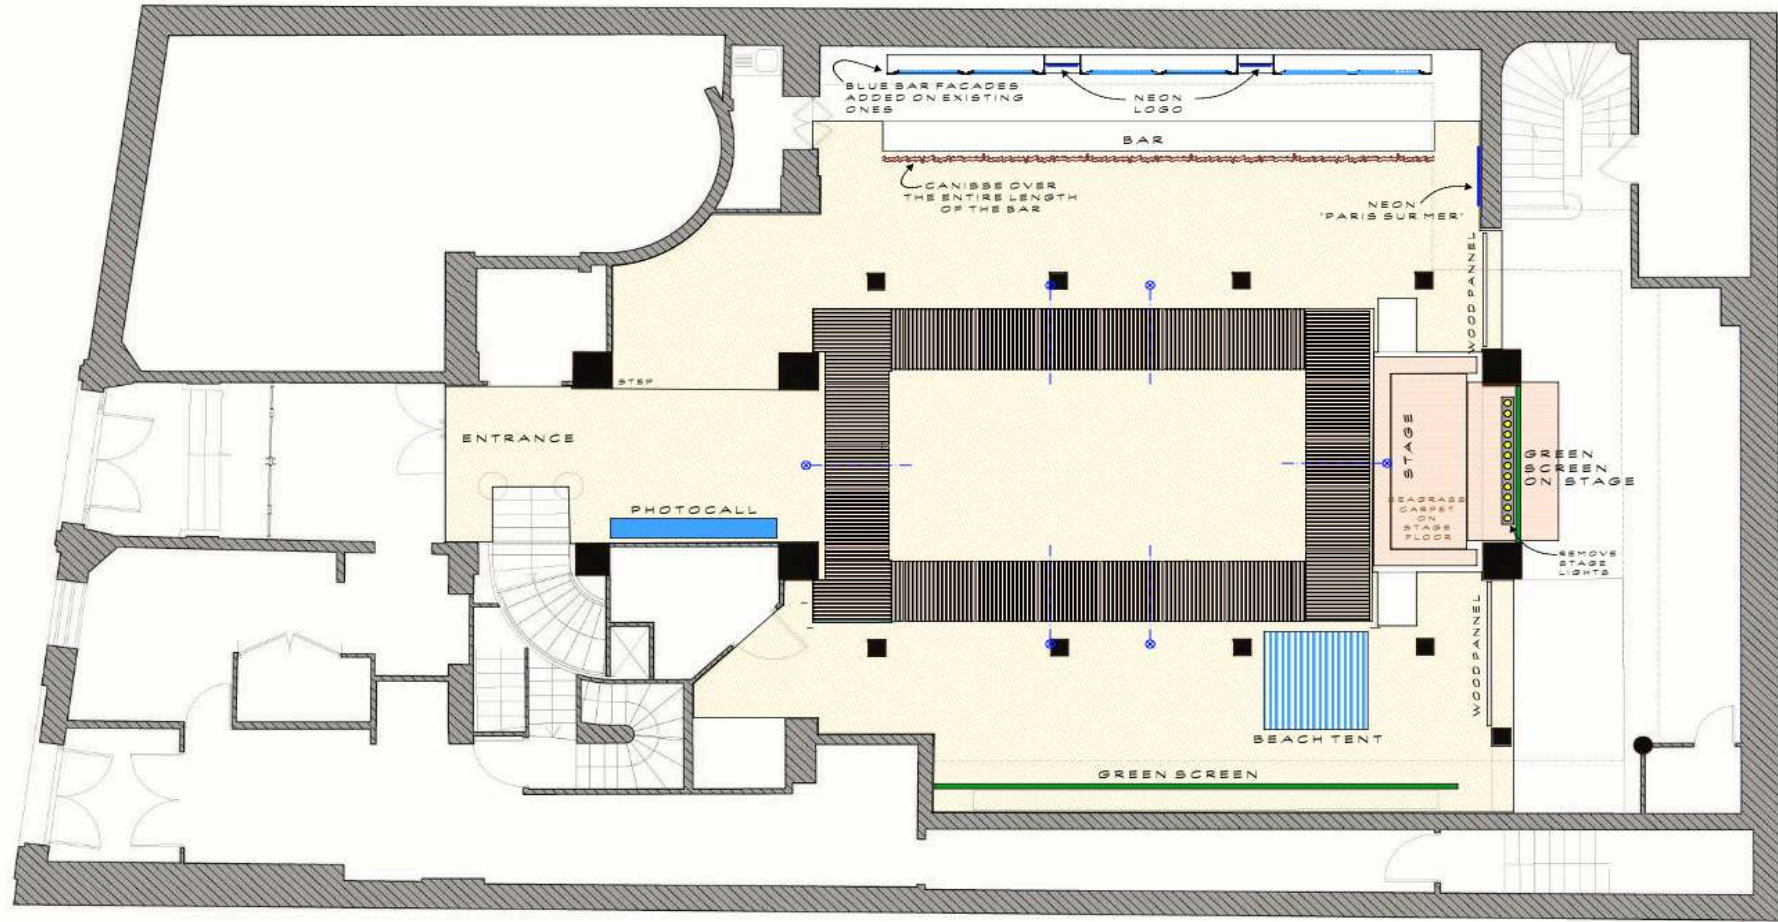 BLUE BAR FACADES
ADDED ON EXISTING
ONES
NEON
LOGO
BAR
CANISSE OVER
THE ENTIRE LENGTH
OF THE BAR
NEON
"PARIS SUR MER"
WOOD PANNEL
STEP
ENTRANCE
PHOTOCALL
STAGE
SEAGRASS
CARPET
ON
STAGE
FLOOR
GREEN
SCREEN
ON STAGE
REMOVE
STAGE
LIGHTS
WOOD PANNEL
BEACH TENT
GREEN SCREEN